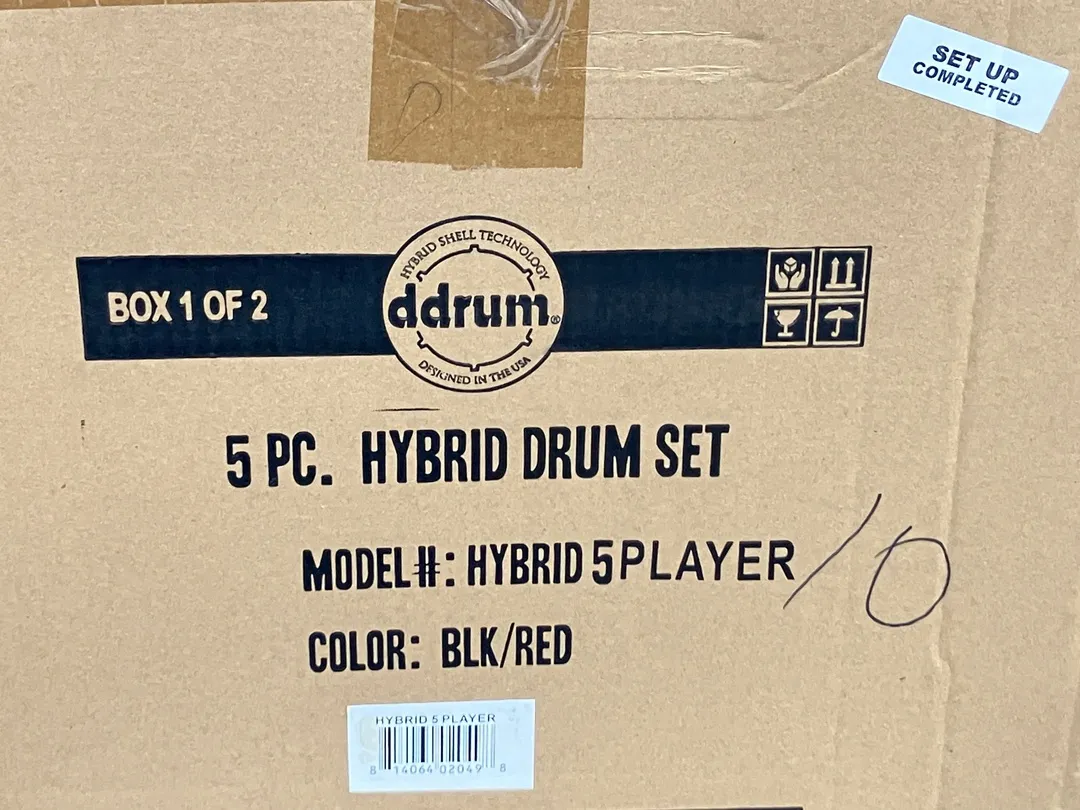 SET UP
COMPLETED
HYBRID SHELL TECHNOLOGY
BOX 1 OF 2
ddrum®
DESIGNED IN THE USA
5 PC. HYBRID DRUM SET
MODEL#: HYBRID 5PLAYER
10
COLOR: BLK/RED
HYBRID 5 PLAYER
8 14064 02049 8